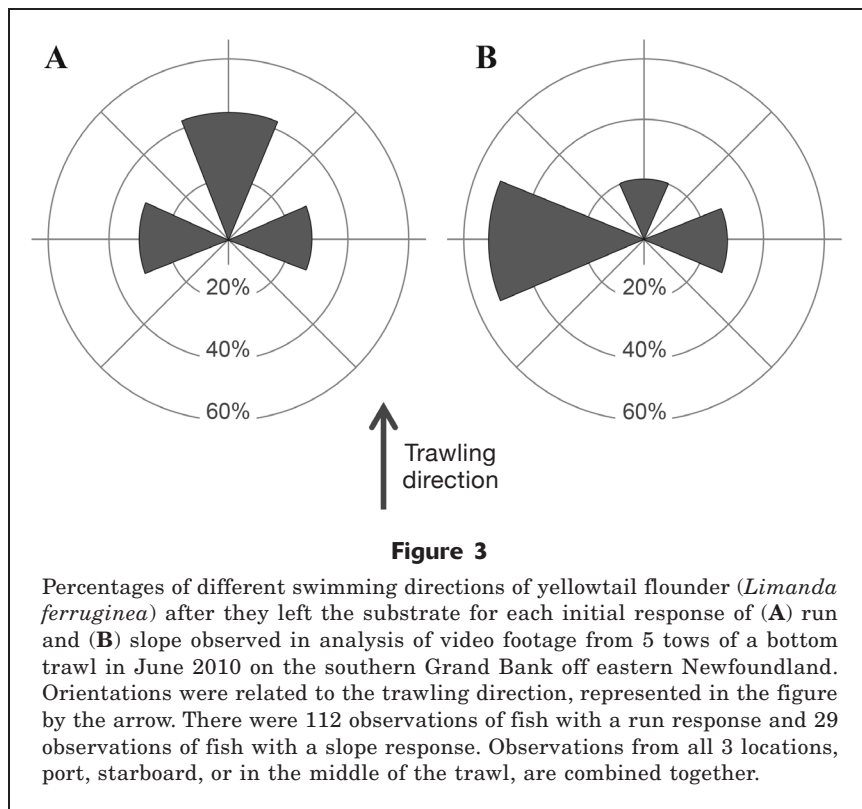 A
B
20%
40%
60%
20%
40%
60%
Trawling
direction
Figure 3
Percentages of different swimming directions of yellowtail flounder (Limanda
ferruginea) after they left the substrate for each initial response of (A) run
and (B) slope observed in analysis of video footage from 5 tows of a bottom
trawl in June 2010 on the southern Grand Bank off eastern Newfoundland.
Orientations were related to the trawling direction, represented in the figure
by the arrow. There were 112 observations of fish with a run response and 29
observations of fish with a slope response. Observations from all 3 locations,
port, starboard, or in the middle of the trawl, are combined together.